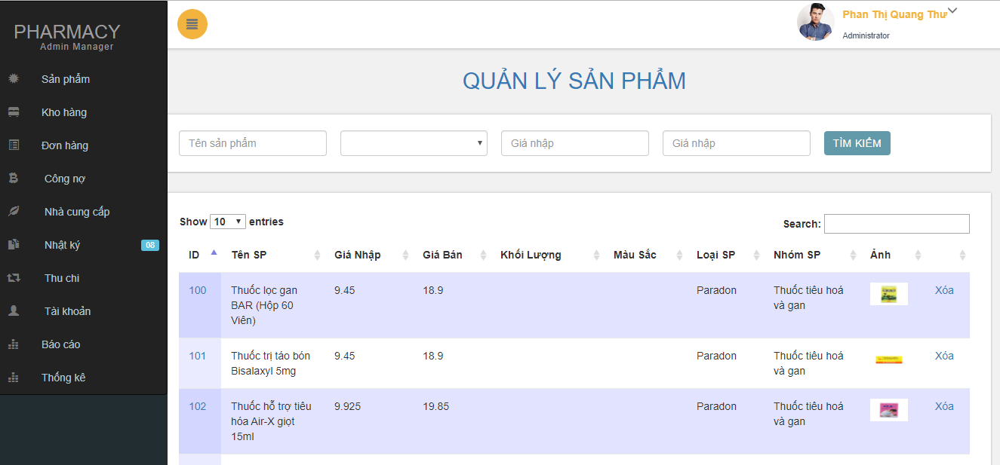 PHARMACY
Admin Manager
Sản phẩm
Kho hàng
Đơn hàng
Công nợ
Nhà cung cấp
Nhật ký 08
Thu chi
Tài khoản
Báo cáo
Thống kê
Phan Thị Quang Thư
Administrator
QUẢN LÝ SẢN PHẨM
Tên sản phẩm Giá nhập Giá nhập TÌM KIẾM
Show 10 entries
Search:
ID Tên SP Giá Nhập Giá Bán Khối Lượng Màu Sắc Loại SP Nhóm SP Ảnh
100 Thuốc lọc gan 9.45 18.9 Paradon Thuốc tiêu hoá Xóa
BAR (Hộp 60 và gan
Viên)
101 Thuốc trị táo bón 9.45 18.9 Paradon Thuốc tiêu hoá Xóa
Bisalaxyl 5mg và gan
102 Thuốc hỗ trợ tiêu 9.925 19.85 Paradon Thuốc tiêu hoá Xóa
hóa Air-X giọt và gan
15ml